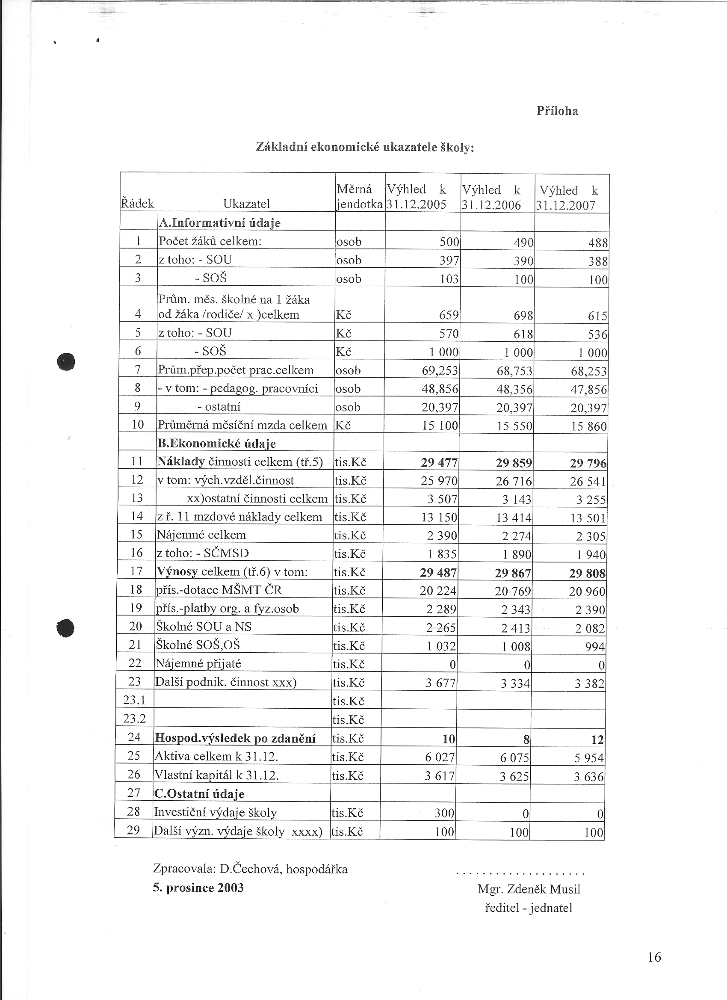 Příloha
Základní ekonomické ukazatele školy:
Řádek Ukazatel Měrná jendotka Výhled k 31.12.2005 Výhled k 31.12.2006 Výhled k 31.12.2007
A.Informativní údaje
1 Počet žáků celkem: osob 500 490 488
2 z toho: - SOU osob 397 390 388
3 - SOŠ osob 103 100 100
4 Prům. měs. školné na 1 žáka od žáka /rodiče/ x )celkem Kč 659 698 615
5 z toho: - SOU Kč 570 618 536
6 - SOŠ Kč 1 000 1 000 1 000
7 Prům.přep.počet prac.celkem osob 69,253 68,753 68,253
8 - v tom: - pedagog. pracovníci osob 48,856 48,356 47,856
9 - ostatní osob 20,397 20,397 20,397
10 Průměrná měsíční mzda celkem Kč 15 100 15 550 15 860
B.Ekonomické údaje
11 Náklady činnosti celkem (tř.5) tis.Kč 29 477 29 859 29 796
12 v tom: vých.vzděl.činnost tis.Kč 25 970 26 716 26 541
13 xx)ostatní činnosti celkem tis.Kč 3 507 3 143 3 255
14 z ř. 11 mzdové náklady celkem tis.Kč 13 150 13 414 13 501
15 Nájemné celkem tis.Kč 2 390 2 274 2 305
16 z toho: - SČMSD tis.Kč 1 835 1 890 1 940
17 Výnosy celkem (tř.6) v tom: tis.Kč 29 487 29 867 29 808
18 přís.-dotace MŠMT ČR tis.Kč 20 224 20 769 20 960
19 přís.-platby org. a fyz.osob tis.Kč 2 289 2 343 2 390
20 Školné SOU a NS tis.Kč 2 265 2 413 2 082
21 Školné SOŠ,OŠ tis.Kč 1 032 1 008 994
22 Nájemné přijaté tis.Kč 0 0 0
23 Další podnik. činnost xxx) tis.Kč 3 677 3 334 3 382
23.1 tis.Kč
23.2 tis.Kč
24 Hospod.výsledek po zdanění tis.Kč 10 8 12
25 Aktiva celkem k 31.12. tis.Kč 6 027 6 075 5 954
26 Vlastní kapitál k 31.12. tis.Kč 3 617 3 625 3 636
27 C.Ostatní údaje
28 Investiční výdaje školy tis.Kč 300 0 0
29 Další význ. výdaje školy xxxx) tis.Kč 100 100 100
Zpracovala: D.Čechová, hospodářka
5. prosince 2003
.....................
Mgr. Zdeněk Musil
ředitel - jednatel
16